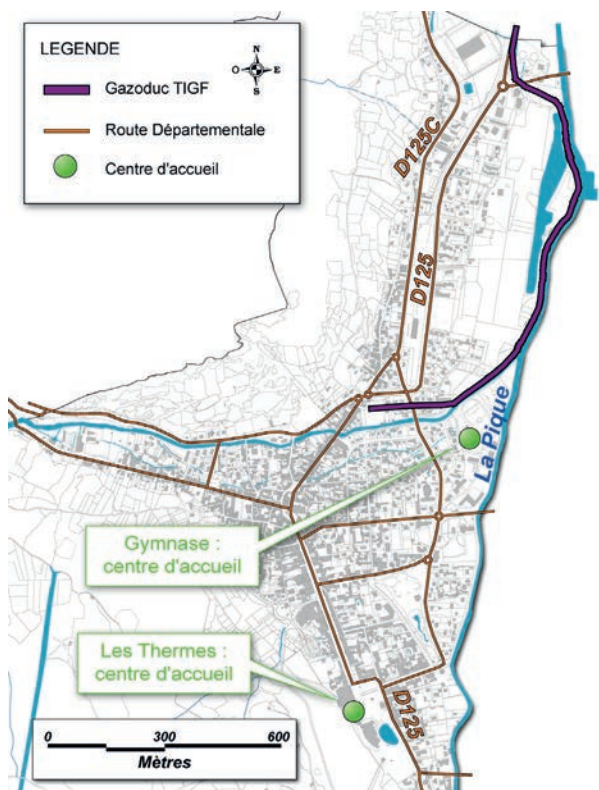 LEGENDE
N
O E
S
Gazoduc TIGF
Route Départementale
Centre d'accueil
D125C
D125
La Pique
Gymnase :
centre d'accueil
Les Thermes :
centre d'accueil
D125
0 300 600
Mètres